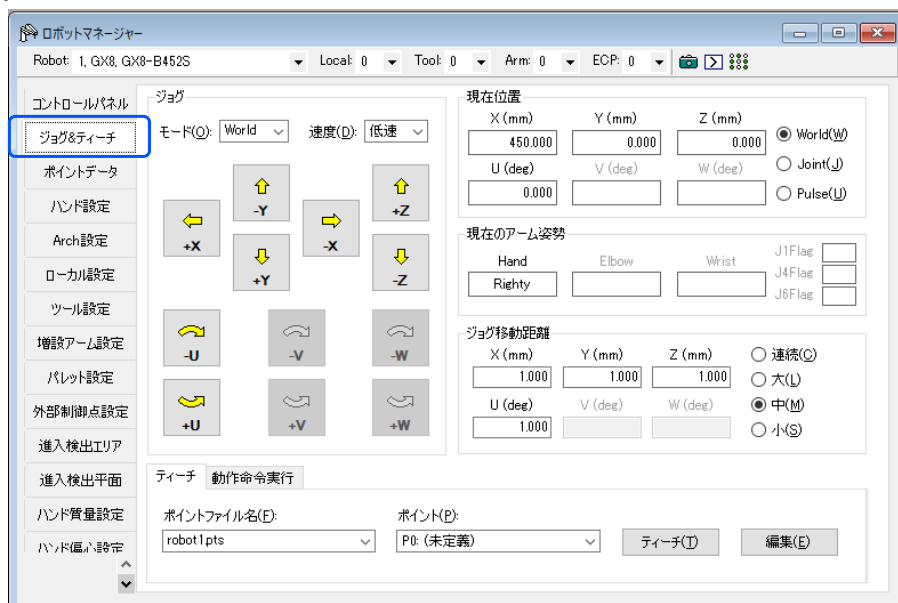 ロボットマネージャー
Robot: 1, GX8, GX8-B452S Local: 0 Tool: 0 Arm: 0 ECP: 0
コントロールパネル
ジョグ&ティーチ
ポイントデータ
ハンド設定
Arch設定
ローカル設定
ツール設定
増設アーム設定
パレット設定
外部制御点設定
進入検出エリア
進入検出平面
ハンド質量設定
ハンド偏心設定
ジョグ
モード(O): World 速度(D): 低速
-Y +Z
+X -X
+Y -Z
-U -V -W
+U +V +W
現在位置
X (mm) Y (mm) Z (mm)
450.000 0.000 0.000
U (deg) V (deg) W (deg)
0.000
World(W)
Joint(J)
Pulse(U)
現在のアーム姿勢
Hand Elbow Wrist
Righty
J1Flag
J4Flag
J6Flag
ジョグ移動距離
X (mm) Y (mm) Z (mm)
1.000 1.000 1.000
U (deg) V (deg) W (deg)
1.000
連続(C)
大(L)
中(M)
小(S)
ティーチ 動作命令実行
ポイントファイル名(F): ポイント(P):
robot1.pts P0: (未定義) ティーチ(T) 編集(E)